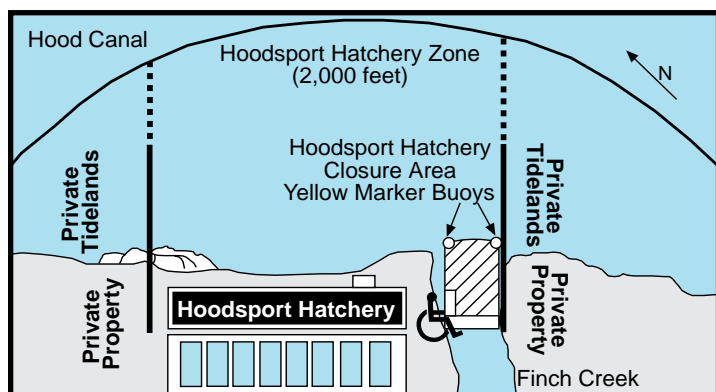 Hood Canal
Hoodsport Hatchery Zone
(2,000 feet)
N
Hoodsport Hatchery
Closure Area
Yellow Marker Buoys
Private
Tidelands
Private
Tidelands
Private
Property
Hoodsport Hatchery
Private
Property
Finch Creek